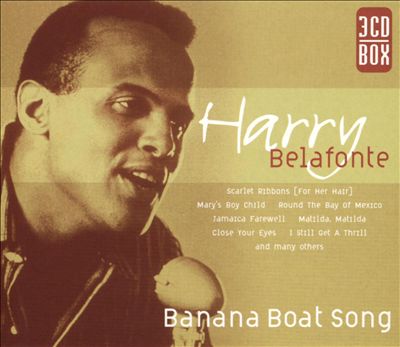 3CD
BOX
Harry
Belafonte
Scarlet Ribbons [For Her Hair]
Mary's Boy Child Round The Bay Of Mexico
Jamaica Farewell Matilda, Matilda
Close Your Eyes I Still Get A Thrill
and many others
Banana Boat Song